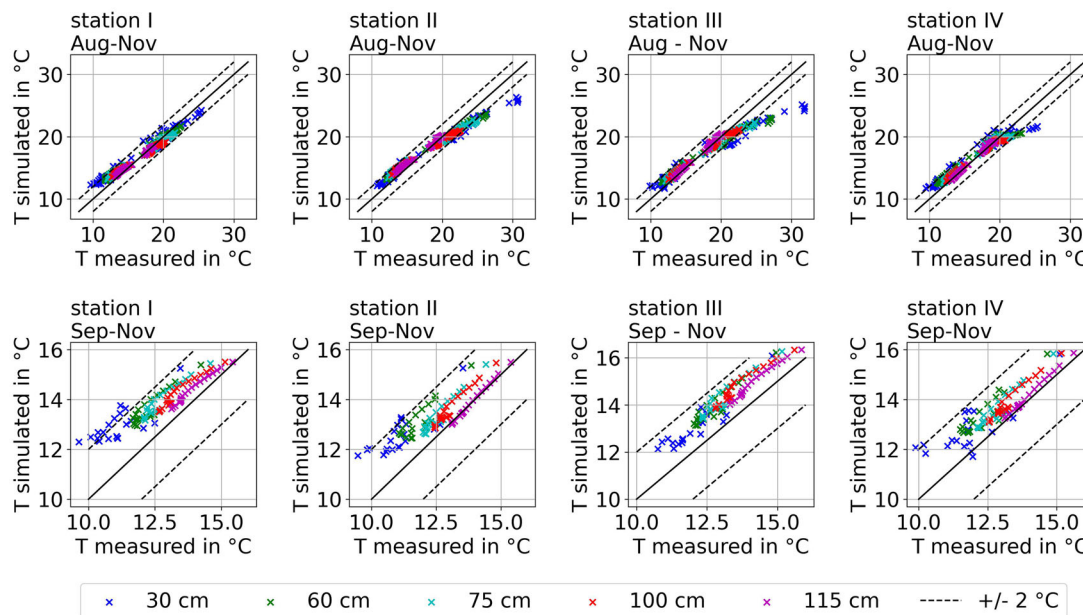 station I
Aug-Nov
station II
Aug-Nov
station III
Aug - Nov
station IV
Aug-Nov
T simulated in °C
30
20
10
10 20 30
T measured in °C
T simulated in °C
30
20
10
10 20 30
T measured in °C
T simulated in °C
30
20
10
10 20 30
T measured in °C
T simulated in °C
30
20
10
10 20 30
T measured in °C
station I
Sep-Nov
station II
Sep-Nov
station III
Sep - Nov
station IV
Sep-Nov
T simulated in °C
16
14
12
10
10.0 12.5 15.0
T measured in °C
T simulated in °C
16
14
12
10
10.0 12.5 15.0
T measured in °C
T simulated in °C
16
14
12
10
10.0 12.5 15.0
T measured in °C
T simulated in °C
16
14
12
10
10.0 12.5 15.0
T measured in °C
30 cm 60 cm 75 cm 100 cm 115 cm +/- 2 °C